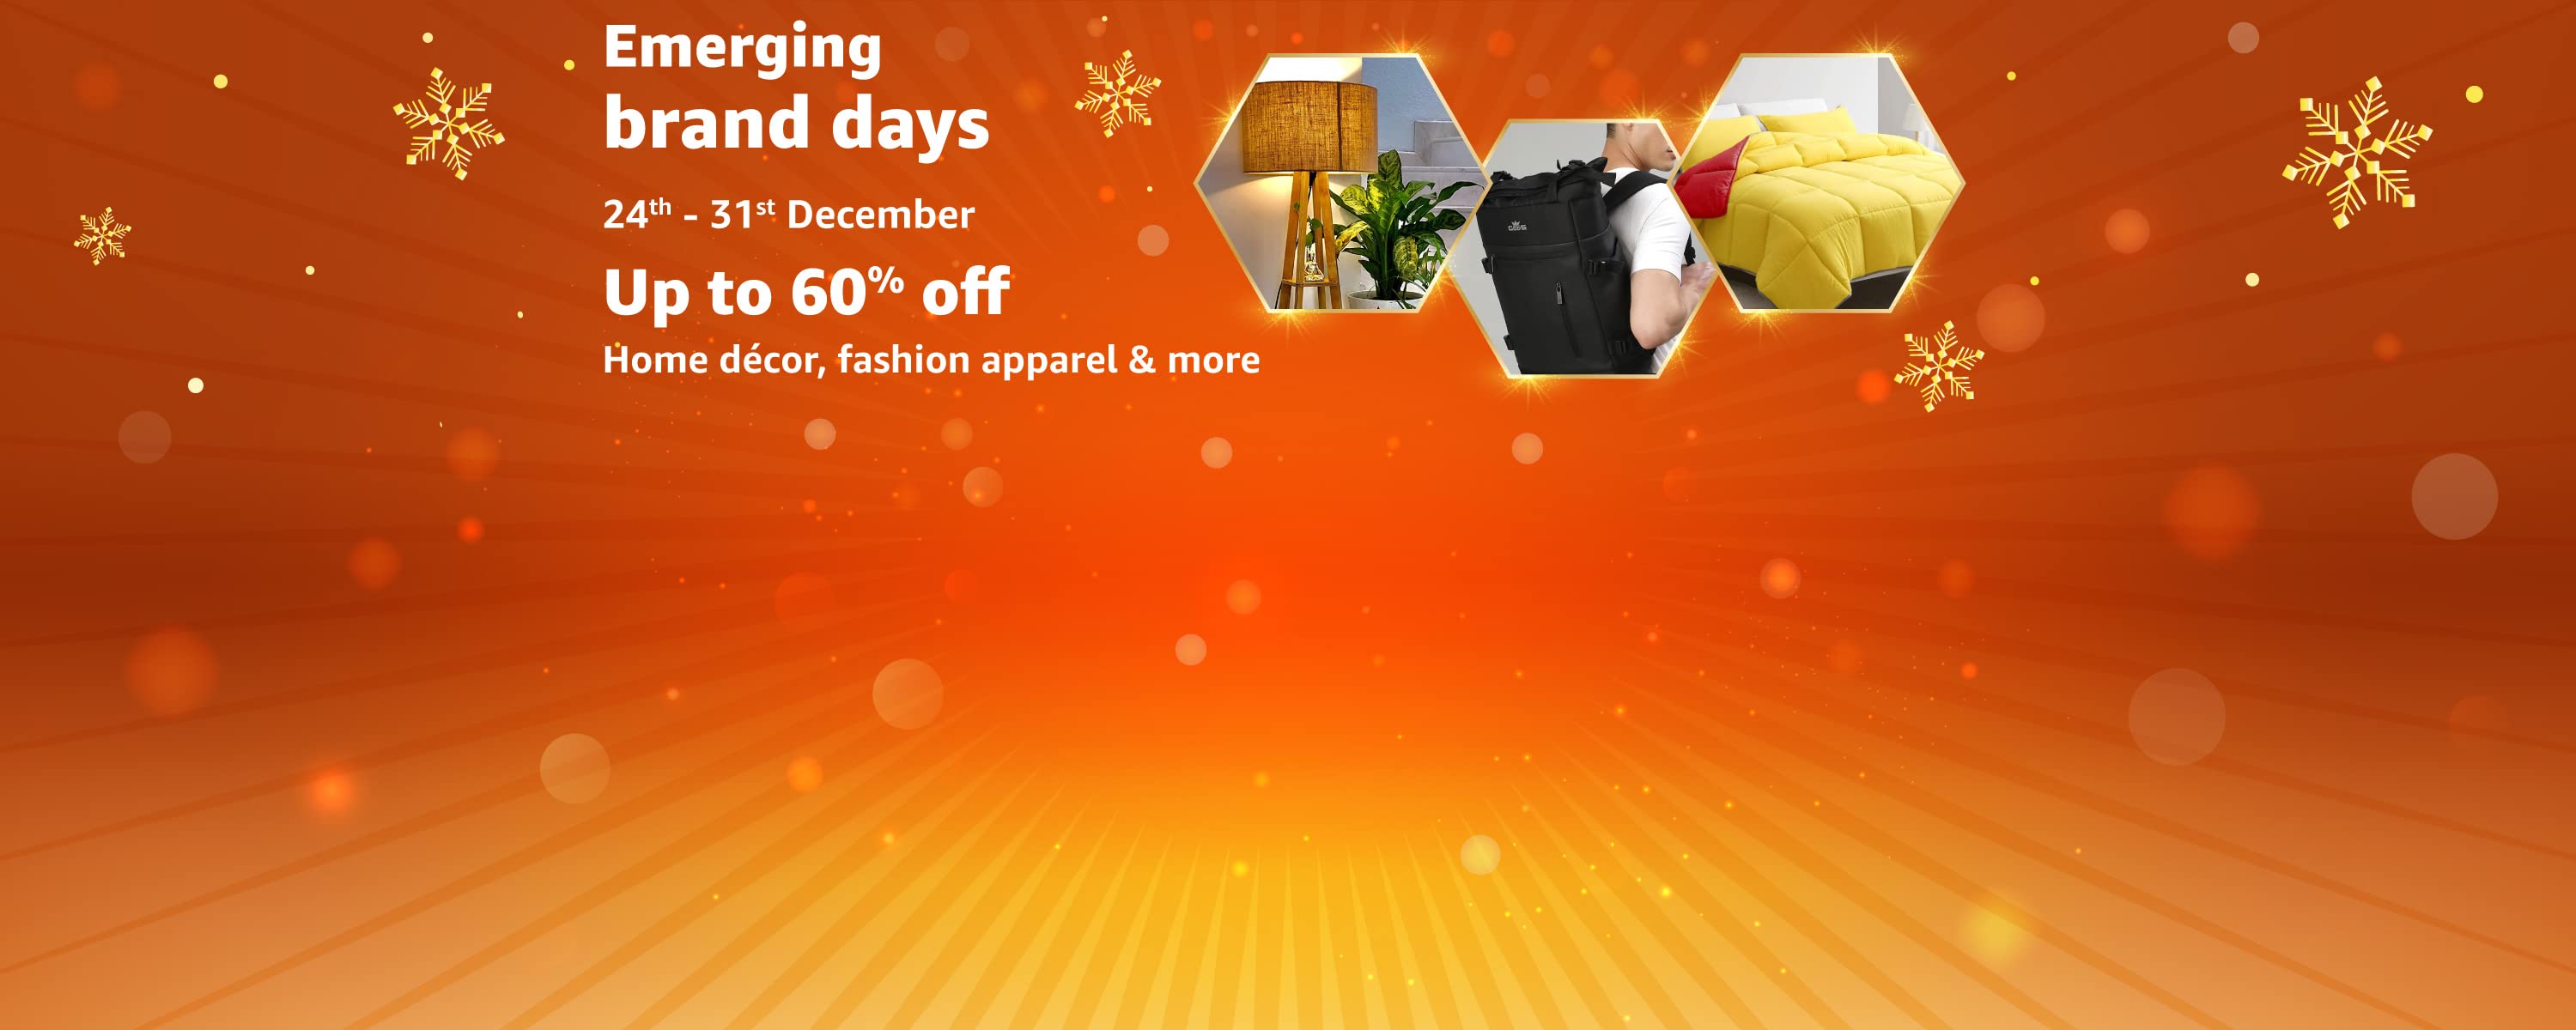 Emerging
brand days
24th - 31st December
Up to 60% off
Home décor, fashion apparel & more